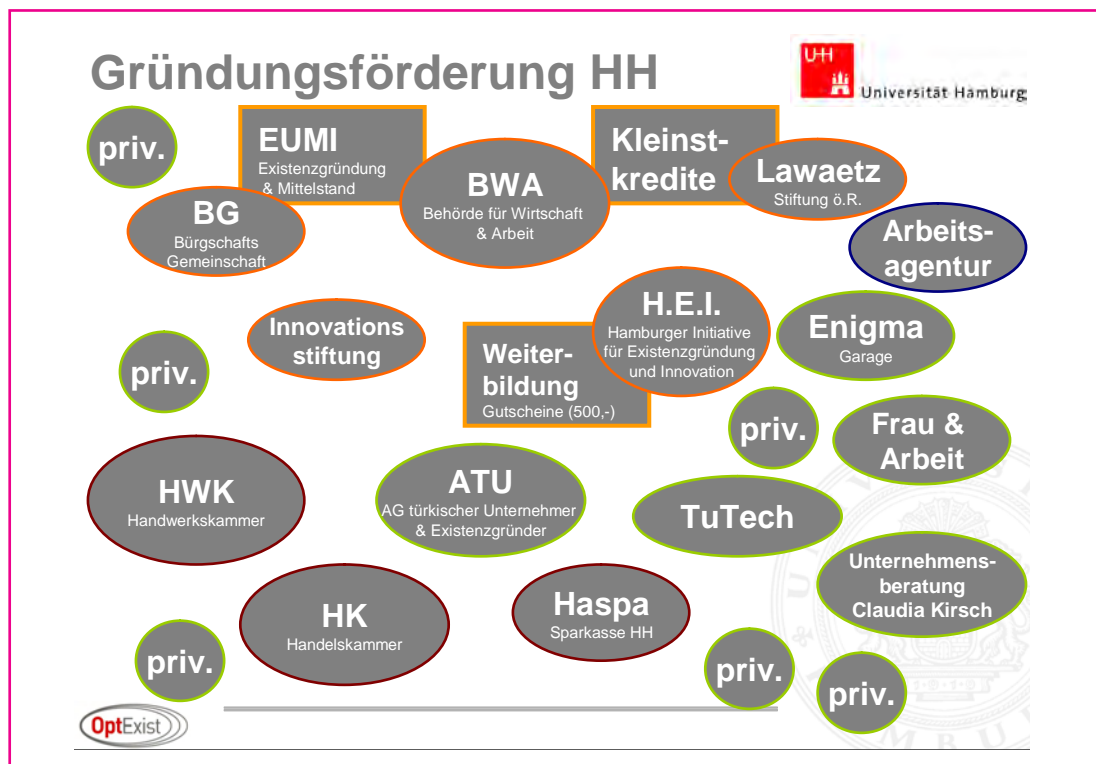 Gründungsförderung HH
UHH
Universität Hamburg
priv.
EUMI
Existenzgründung
& Mittelstand
BWA
Behörde für Wirtschaft
& Arbeit
Kleinst-
kredite
Lawaetz
Stiftung ö.R.
BG
Bürgschafts
Gemeinschaft
Arbeits-
agentur
Innovations
stiftung
H.E.I.
Hamburger Initiative
für Existenzgründung
und Innovation
Enigma
Garage
priv.
Weiter-
bildung
Gutscheine (500,-)
priv.
Frau &
Arbeit
HWK
Handwerkskammer
ATU
AG türkischer Unternehmer
& Existenzgründer
TuTech
Unternehmens-
beratung
Claudia Kirsch
HK
Handelskammer
Haspa
Sparkasse HH
priv.
priv.
priv.
OptExist